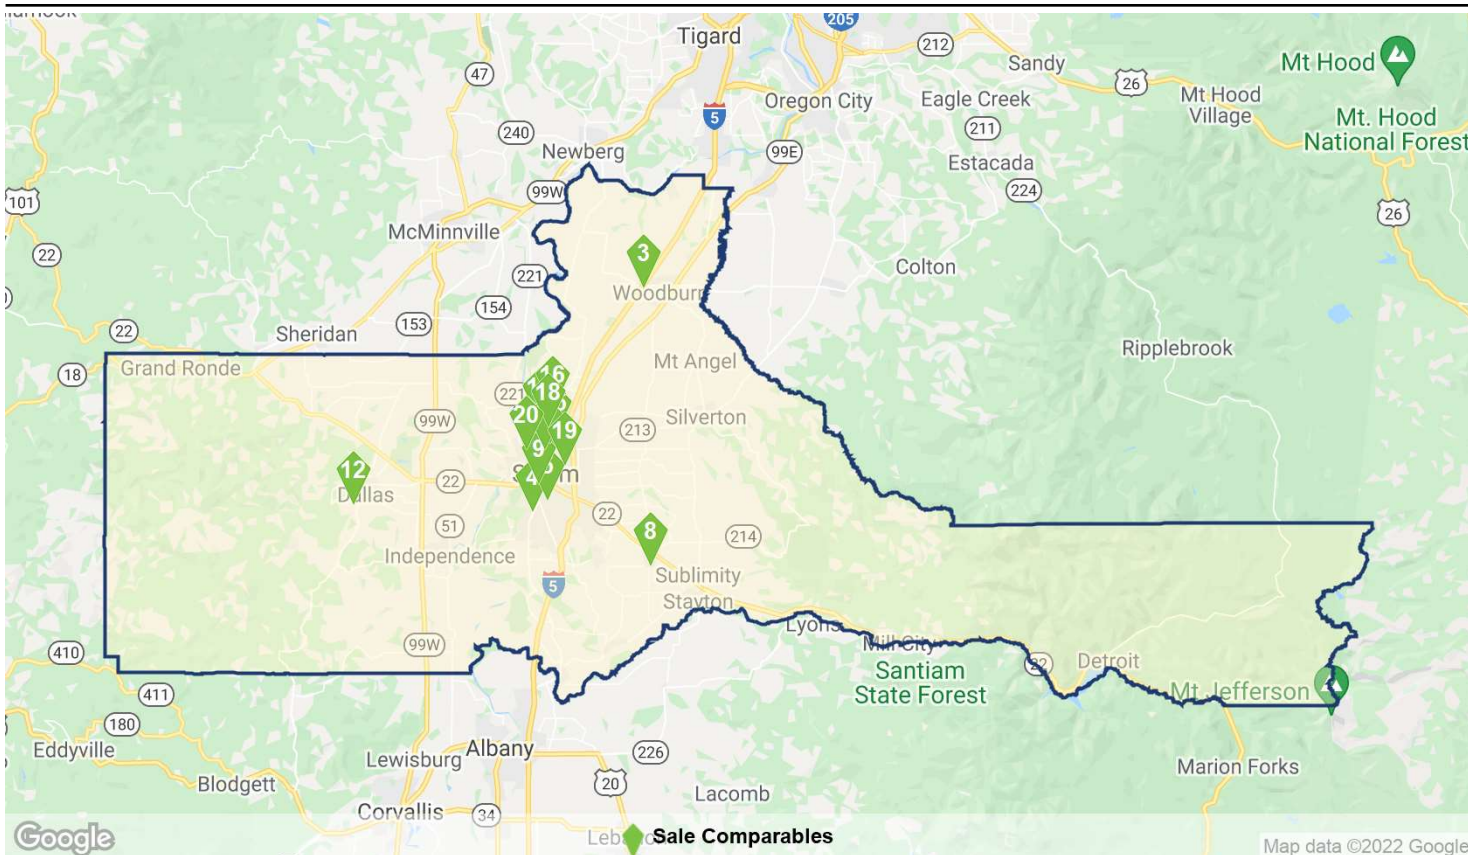 Tigard
205
212
47
Sandy
Mt Hood
26
Oregon City
Eagle Creek
Mt Hood
Village
5
211
Mt. Hood
National Forest
240
99E
Newberg
Estacada
99W
224
101
26
McMinnville
3
22
221
Colton
Woodburn
154
153
Sheridan
22
Ripplebrook
Grand Ronde
Mt Angel
18
16
221
18
20
99W
Silverton
19
213
9
12
4
22
Dallas
22
51
8
214
Independence
5
Sublimity
Stayton
Lyons
99W
Mill City
410
22
Detroit
Santiam
State Forest
Mt Jefferson
411
180
Eddyville
Albany
226
Lewisburg
Marion Forks
Blodgett
20
Lacomb
Corvallis
34
Google
Sale Comparables
Map data ©2022 Google